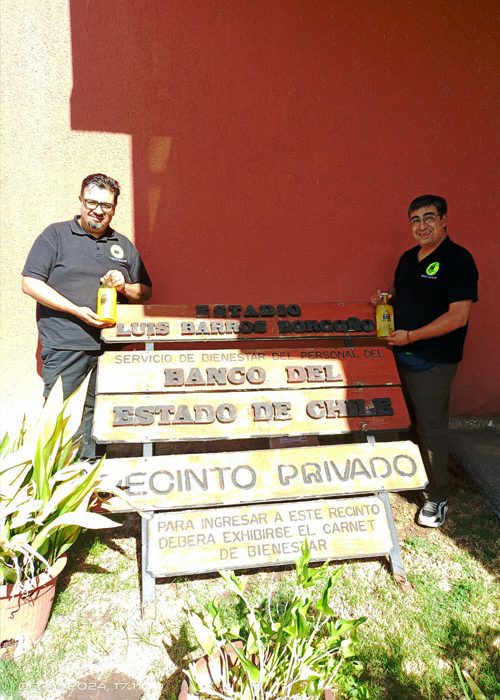 ESTADIO
LUIS BARROS BORGOÑO
SERVICIO DE BIENESTAR DEL PERSONAL DEL
BANCO DEL
ESTADO DE CHILE
RECINTO PRIVADO
PARA INGRESAR A ESTE RECINTO
DEBERA EXHIBIRSE EL CARNET
DE BIENESTAR